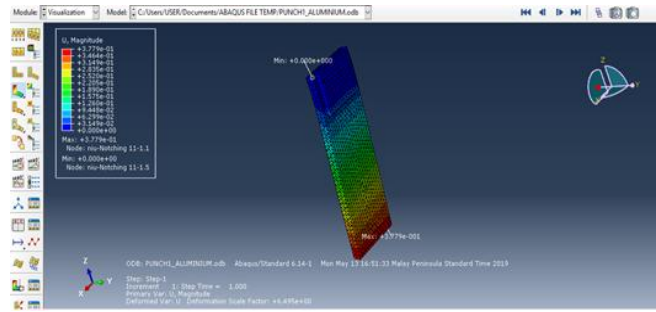 Module: Visualization Model: C:/Users/USER/Documents/ABAQUS FILE TEMP/PUNCH1_ALUMINIUM.odb
U, Magnitude
+3.779e-01
+3.464e-01
+3.149e-01
+2.835e-01
+2.520e-01
+2.205e-01
+1.890e-01
+1.575e-01
+1.260e-01
+9.448e-02
+6.299e-02
+3.149e-02
+0.000e+00
Max: +3.779e-01
Node: niu-Notching 11-1.1
Min: +0.000e+00
Node: niu-Notching 11-1.5
Min: +0.000e+000
Max: +3.779e-001
Z
Y
Z
Y
X
ODB: PUNCH1_ALUMINIUM.odb Abaqus/Standard 6.14-1 Mon May 13 16:51:33 Malay Peninsula Standard Time 2019
Step: Step-1
Increment 1: Step Time = 1.000
Primary Var: U, Magnitude
Deformed Var: U Deformation Scale Factor: +6.495e+00